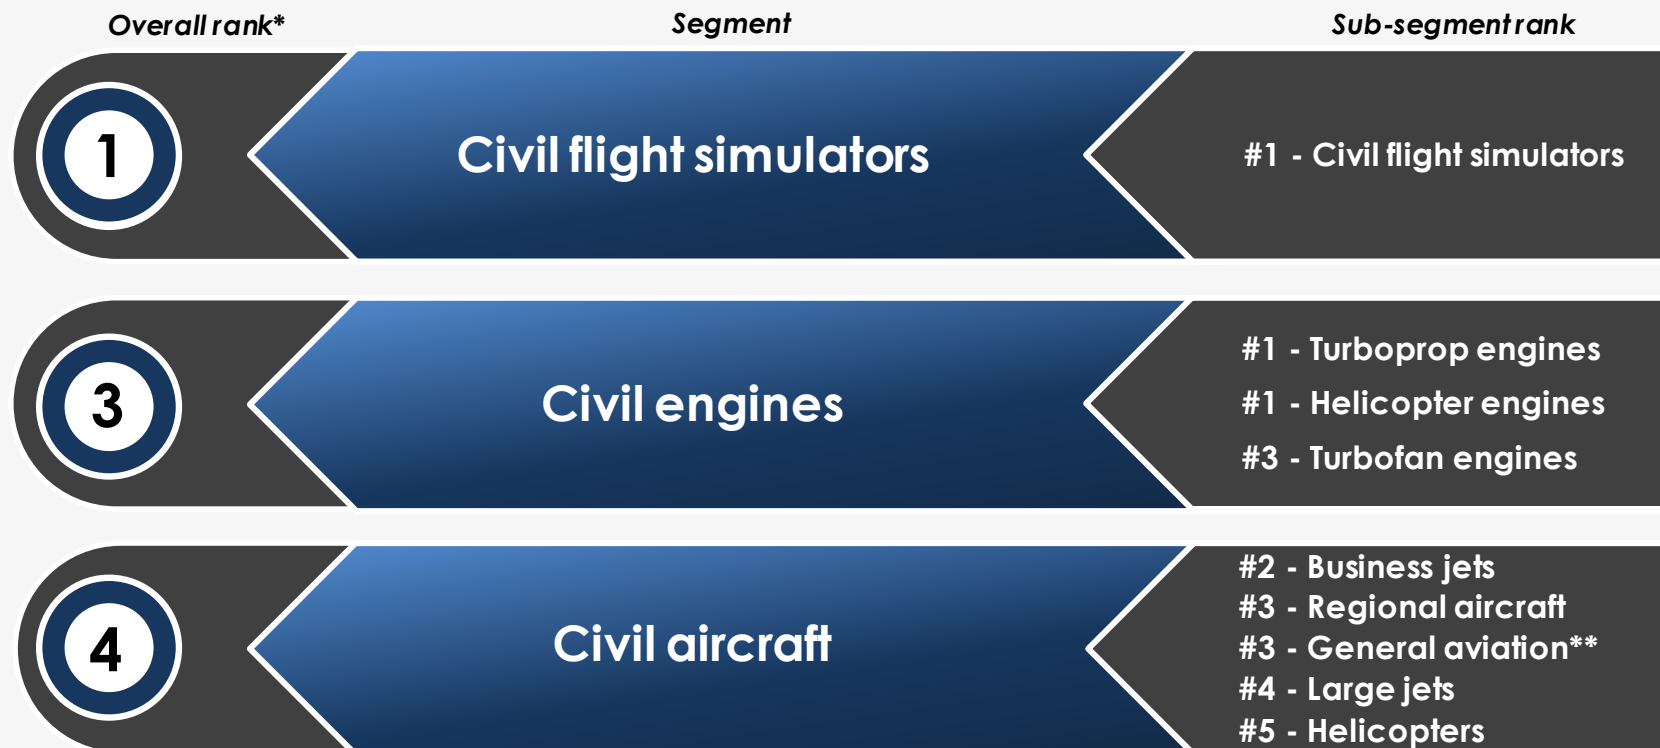 Overall rank*
Segment
Sub-segment rank
1
Civil flight simulators
#1 - Civil flight simulators
3
Civil engines
#1 - Turboprop engines
#1 - Helicopter engines
#3 - Turbofan engines
4
Civil aircraft
#2 - Business jets
#3 - Regional aircraft
#3 - General aviation**
#4 - Large jets
#5 - Helicopters